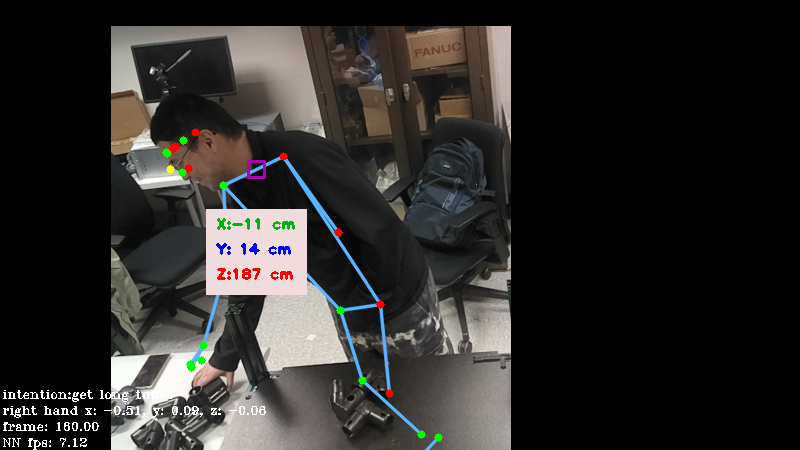 FANUC
X:-11 cm
Y: 14 cm
Z:187 cm
intention:get long
right hand x: -0.51, y: 0.09, z: -0.06
frame: 160.00
NN fps: 7.12